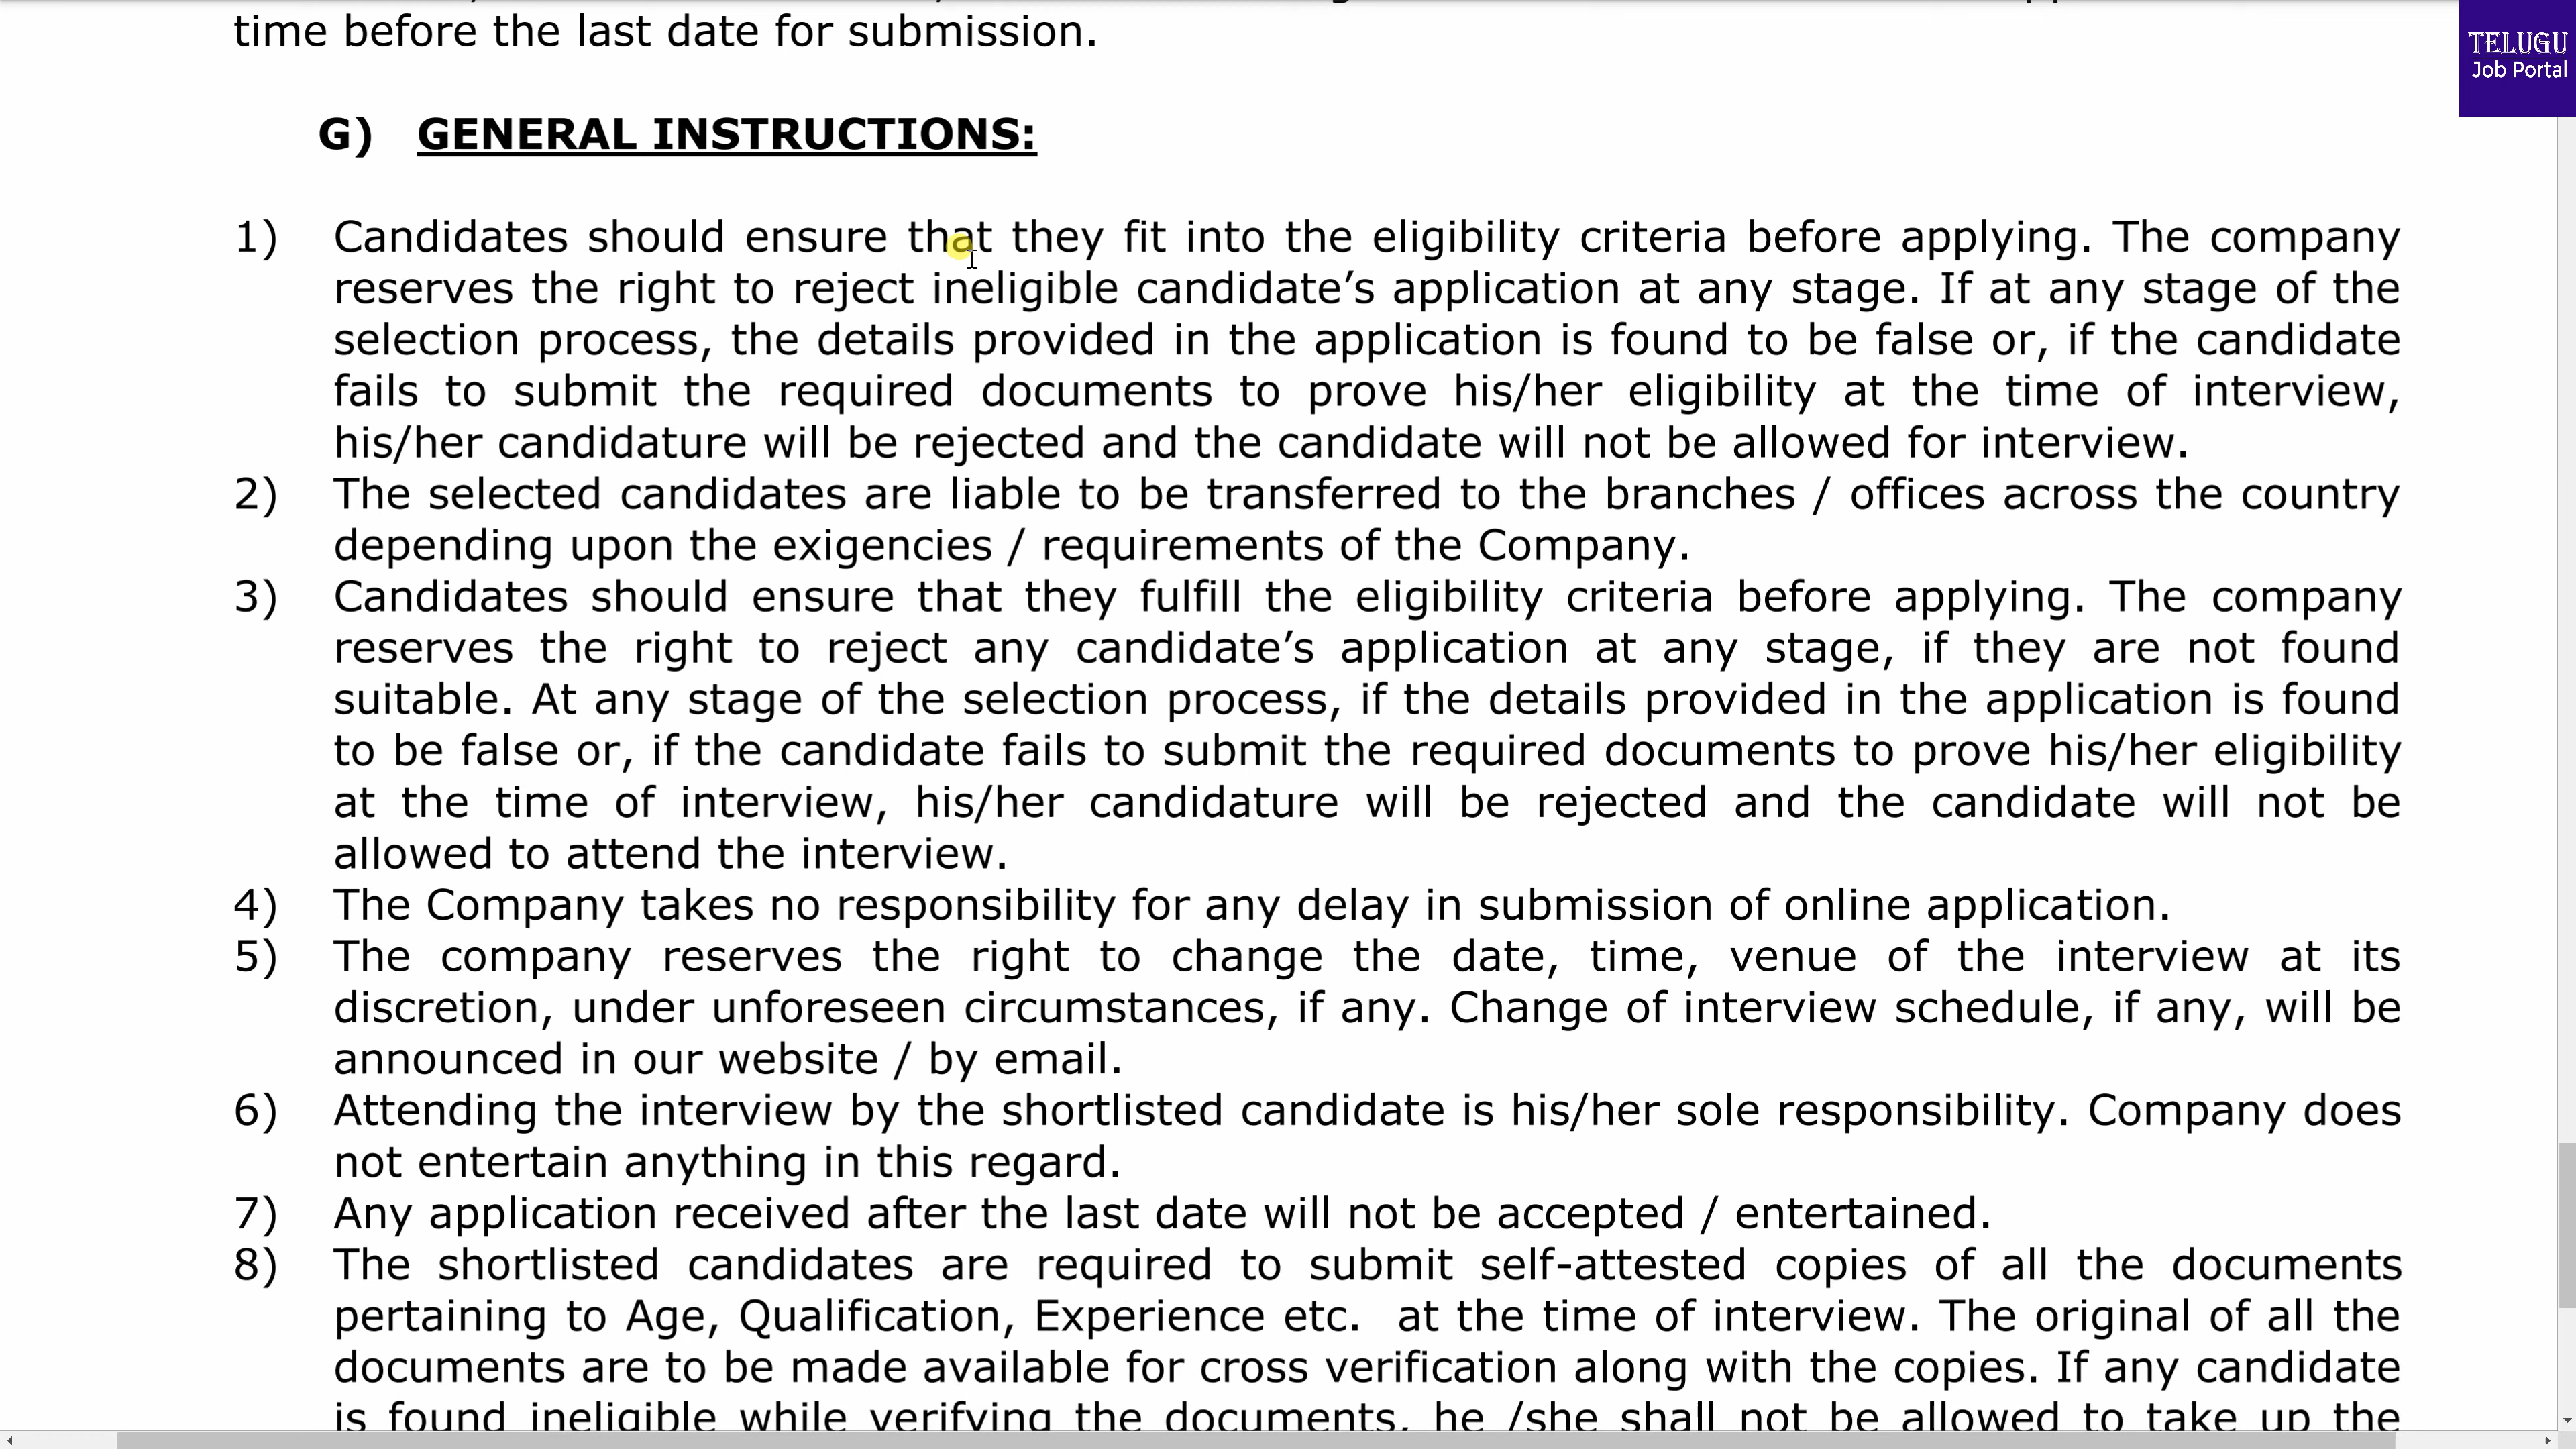 time before the last date for submission.
TELUGU
Job Portal
G) GENERAL INSTRUCTIONS:
1) Candidates should ensure that they fit into the eligibility criteria before applying. The company
reserves the right to reject ineligible candidate’s application at any stage. If at any stage of the
selection process, the details provided in the application is found to be false or, if the candidate
fails to submit the required documents to prove his/her eligibility at the time of interview,
his/her candidature will be rejected and the candidate will not be allowed for interview.
2) The selected candidates are liable to be transferred to the branches / offices across the country
depending upon the exigencies / requirements of the Company.
3) Candidates should ensure that they fulfill the eligibility criteria before applying. The company
reserves the right to reject any candidate’s application at any stage, if they are not found
suitable. At any stage of the selection process, if the details provided in the application is found
to be false or, if the candidate fails to submit the required documents to prove his/her eligibility
at the time of interview, his/her candidature will be rejected and the candidate will not be
allowed to attend the interview.
4) The Company takes no responsibility for any delay in submission of online application.
5) The company reserves the right to change the date, time, venue of the interview at its
discretion, under unforeseen circumstances, if any. Change of interview schedule, if any, will be
announced in our website / by email.
6) Attending the interview by the shortlisted candidate is his/her sole responsibility. Company does
not entertain anything in this regard.
7) Any application received after the last date will not be accepted / entertained.
8) The shortlisted candidates are required to submit self-attested copies of all the documents
pertaining to Age, Qualification, Experience etc. at the time of interview. The original of all the
documents are to be made available for cross verification along with the copies. If any candidate
is found ineligible while verifying the documents, he /she shall not be allowed to take up the